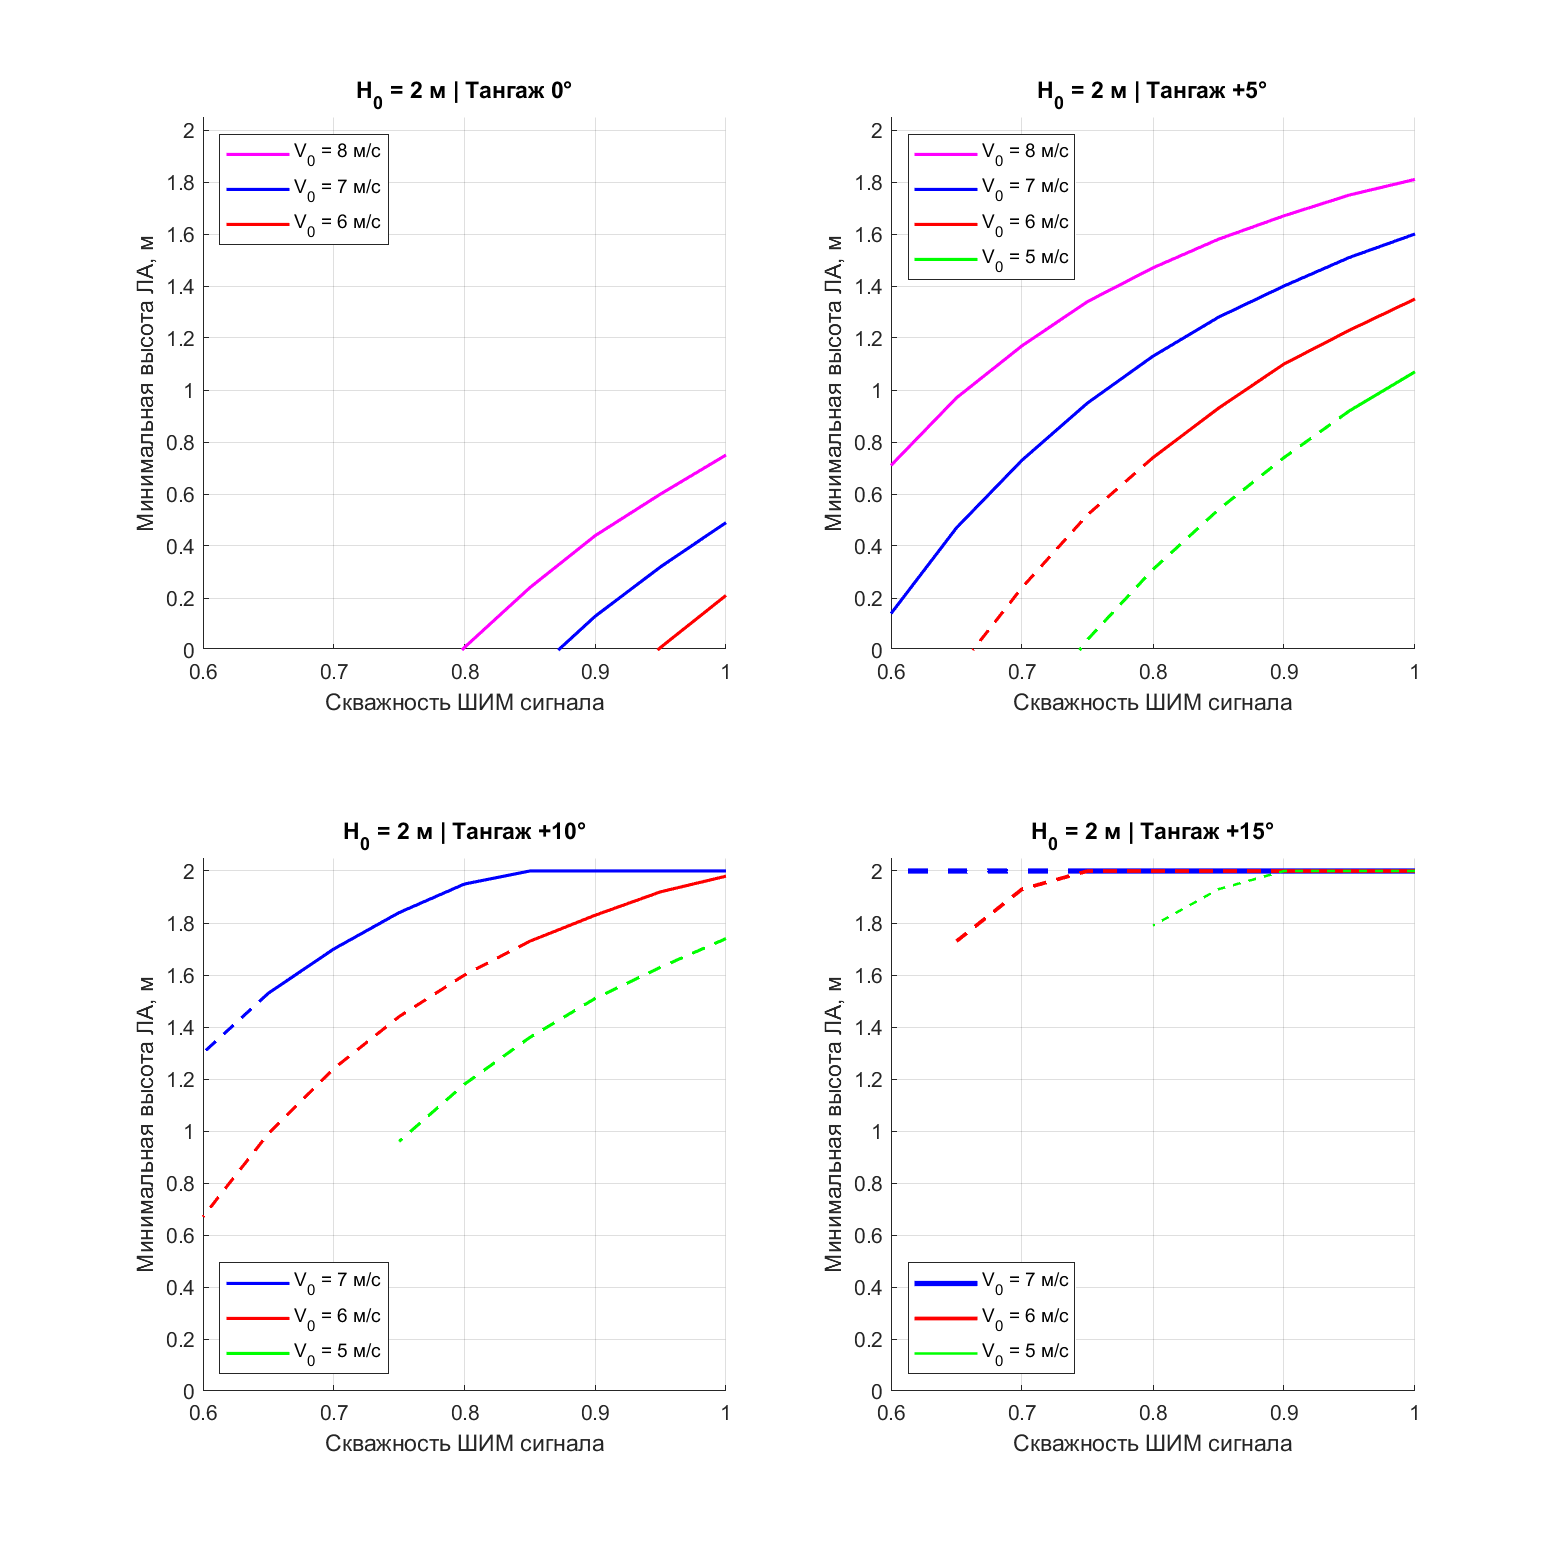 H0 = 2 м | Тангаж 0°
2
1.8
1.6
1.4
1.2
1
0.8
0.6
0.4
0.2
0
Минимальная высота ЛА, м
V0 = 8 м/с
V0 = 7 м/с
V0 = 6 м/с
0.6 0.7 0.8 0.9 1
Скважность ШИМ сигнала
H0 = 2 м | Тангаж +5°
2
1.8
1.6
1.4
1.2
1
0.8
0.6
0.4
0.2
0
Минимальная высота ЛА, м
V0 = 8 м/с
V0 = 7 м/с
V0 = 6 м/с
V0 = 5 м/с
0.6 0.7 0.8 0.9 1
Скважность ШИМ сигнала
H0 = 2 м | Тангаж +10°
2
1.8
1.6
1.4
1.2
1
0.8
0.6
0.4
0.2
0
Минимальная высота ЛА, м
V0 = 7 м/с
V0 = 6 м/с
V0 = 5 м/с
0.6 0.7 0.8 0.9 1
Скважность ШИМ сигнала
H0 = 2 м | Тангаж +15°
2
1.8
1.6
1.4
1.2
1
0.8
0.6
0.4
0.2
0
Минимальная высота ЛА, м
V0 = 7 м/с
V0 = 6 м/с
V0 = 5 м/с
0.6 0.7 0.8 0.9 1
Скважность ШИМ сигнала